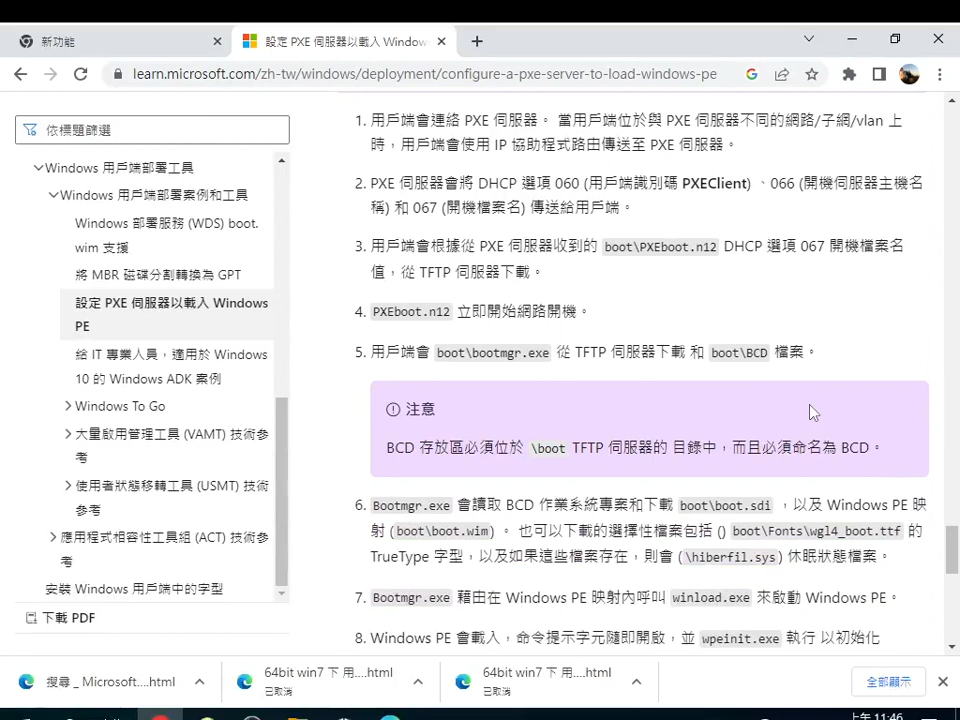 新功能
設定 PXE 伺服器以載入 Window
learn.microsoft.com/zh-tw/windows/deployment/configure-a-pxe-server-to-load-windows-pe
依標題篩選
Windows 用戶端部署工具
Windows 用戶端部署案例和工具
Windows 部署服務 (WDS) boot.
wim 支援
將 MBR 磁碟分割轉換為 GPT
設定 PXE 伺服器以載入 Windows
PE
給 IT 專業人員，適用於 Windows
10 的 Windows ADK 案例
Windows To Go
大量啟用管理工具 (VAMT) 技術參
考
使用者狀態移轉工具 (USMT) 技術
參考
應用程式相容性工具組 (ACT) 技術參
考
安裝 Windows 用戶端中的字型
下載 PDF
1. 用戶端會連絡 PXE 伺服器。 當用戶端位於與 PXE 伺服器不同的網路/子網/vlan 上
時，用戶端會使用 IP 協助程式路由傳送至 PXE 伺服器。
2. PXE 伺服器會將 DHCP 選項 060 (用戶端識別碼 PXEClient) 、066 (開機伺服器主機名
稱) 和 067 (開機檔案名) 傳送給用戶端。
3. 用戶端會根據從 PXE 伺服器收到的 boot\PXEboot.n12 DHCP 選項 067 開機檔案名
值，從 TFTP 伺服器下載。
4. PXEboot.n12 立即開始網路開機。
5. 用戶端會 boot\bootmgr.exe 從 TFTP 伺服器下載 和 boot\BCD 檔案。
注意
BCD 存放區必須位於 \boot TFTP 伺服器的 目錄中，而且必須命名為 BCD。
6. Bootmgr.exe 會讀取 BCD 作業系統專案和下載 boot\boot.sdi ，以及 Windows PE 映
射 (boot\boot.wim) 。 也可以下載的選擇性檔案包括 () boot\Fonts\wgl4_boot.ttf 的
TrueType 字型，以及如果這些檔案存在，則會 (\hiberfil.sys) 休眠狀態檔案。
7. Bootmgr.exe 藉由在 Windows PE 映射內呼叫 winload.exe 來啟動 Windows PE。
8. Windows PE 會載入，命令提示字元隨即開啟，並 wpeinit.exe 執行 以初始化
搜尋 _ Microsoft....html
64bit win7 下 用....html
已取消
64bit win7 下 用....html
已取消
全部顯示
上午 11:46